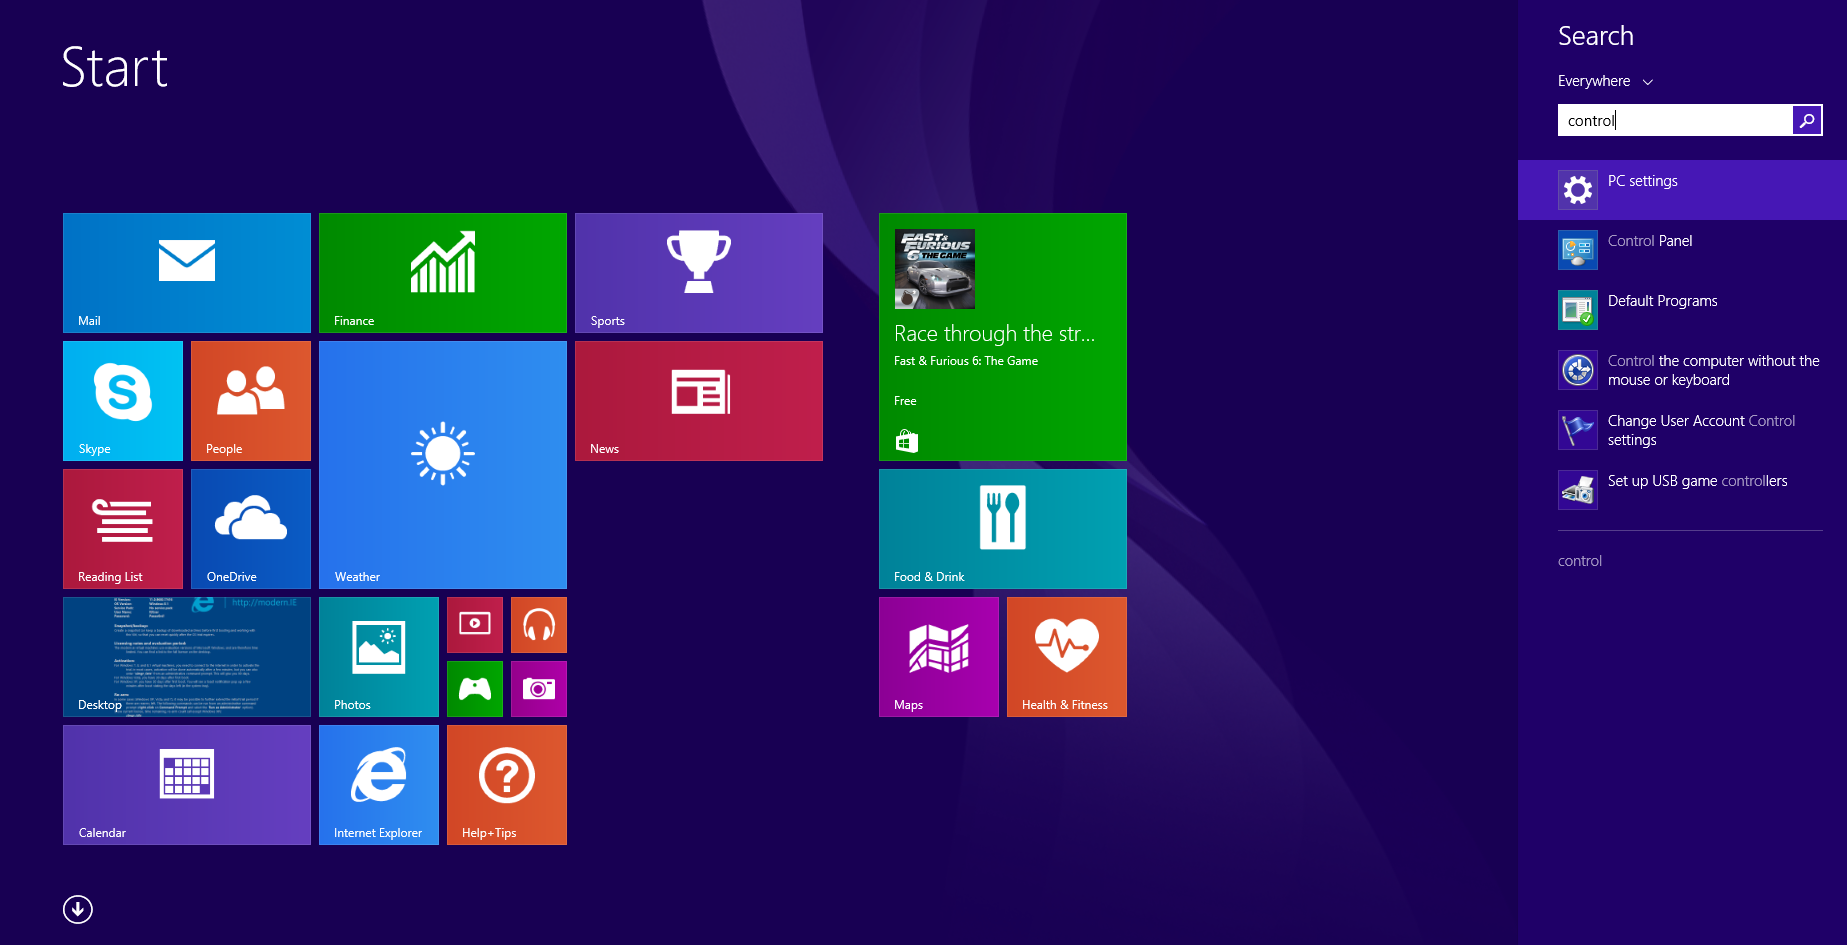 Start
Mail
Finance
Sports
Skype
People
Weather
News
Reading List
OneDrive
Desktop
http://modern.IE
Photos
Calendar
Internet Explorer
Help+Tips
FAST &
FURIOUS
6 THE GAME
Race through the str...
Fast & Furious 6: The Game
Free
Food & Drink
Maps
Health & Fitness
Search
Everywhere
control
PC settings
Control Panel
Default Programs
Control the computer without the
mouse or keyboard
Change User Account Control
settings
Set up USB game controllers
control